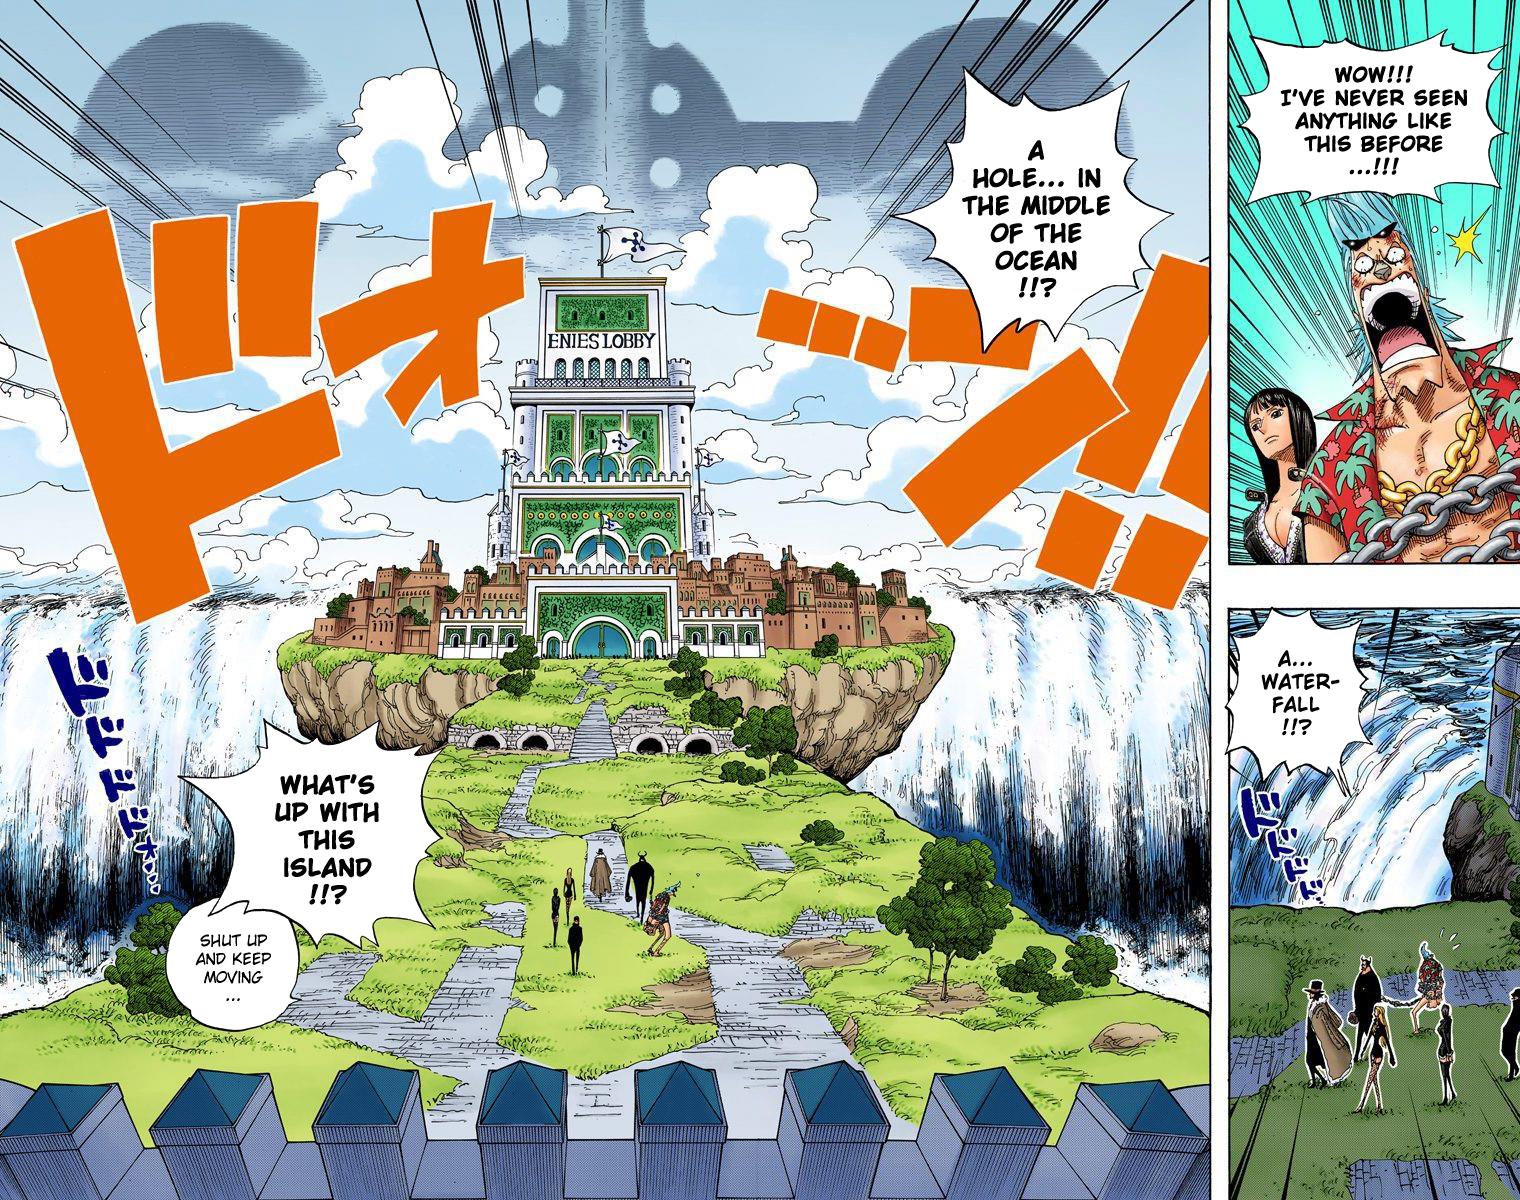 WOW!!!
I'VE NEVER SEEN
ANYTHING LIKE
THIS BEFORE
...!!!
A...
WATER-
FALL
!!?
ドドドド
A
HOLE... IN
THE MIDDLE
OF THE
OCEAN
!!?
ENIES LOBBY
ドォ…ン!!
WHAT'S
UP WITH
THIS
ISLAND
!!?
SHUT UP
AND KEEP
MOVING
...
ドドドドォ…